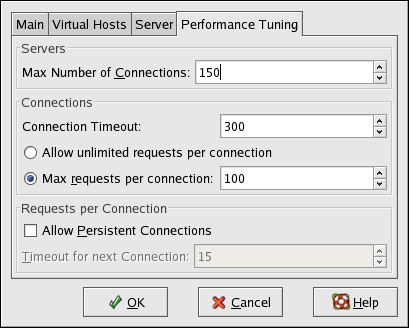 Main Virtual Hosts Server Performance Tuning
Servers
Max Number of Connections: 150
Connections
Connection Timeout: 300
Allow unlimited requests per connection
Max requests per connection: 100
Requests per Connection
Allow Persistent Connections
Timeout for next Connection: 15
OK Cancel Help